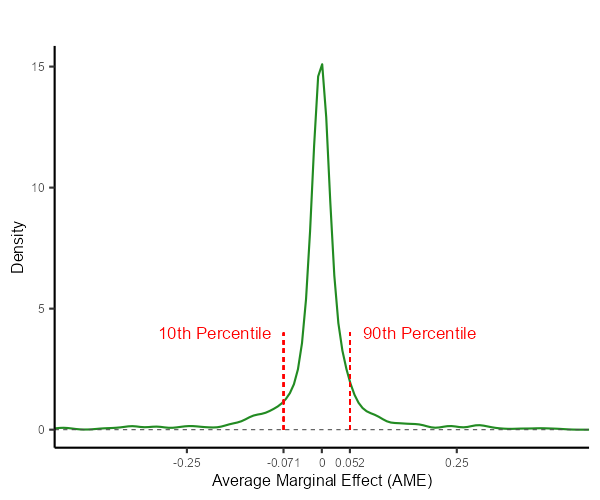 15
10
5
0
Density
10th Percentile
90th Percentile
-0.25
-0.071
0
0.052
0.25
Average Marginal Effect (AME)